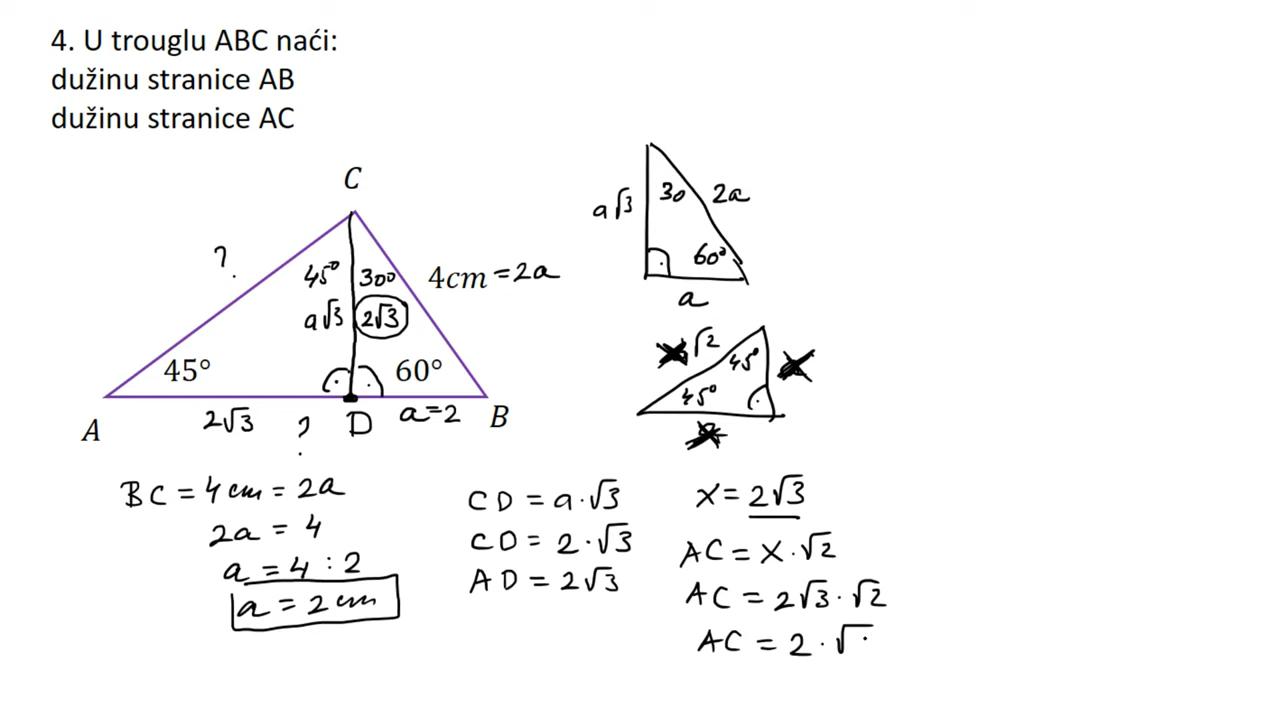 4. U trouglu ABC naći:
dužinu stranice AB
dužinu stranice AC
C
?
45° 30° 4cm = 2a
a√3 2√3
45° 60°
A 2√3 ? D a=2 B
a√3 30 2a
60°
a
√2
45°
45°
BC = 4cm = 2a
2a = 4
a = 4 : 2
a = 2cm
CD = a·√3
CD = 2·√3
AD = 2√3
X = 2√3
AC = X·√2
AC = 2√3·√2
AC = 2·√